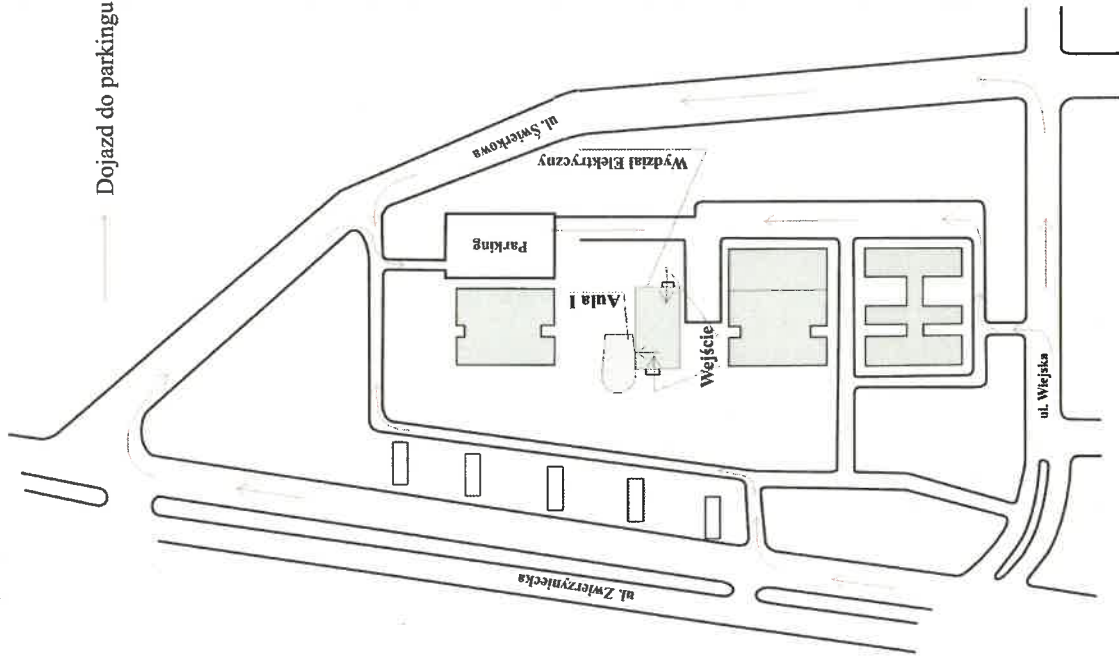 Dojazd do parkingu
ul. Świerkowa
Wydział Elektryczny
Parking
Aula I
Wejście
ul. Wiejska
ul. Zwierzyniecka